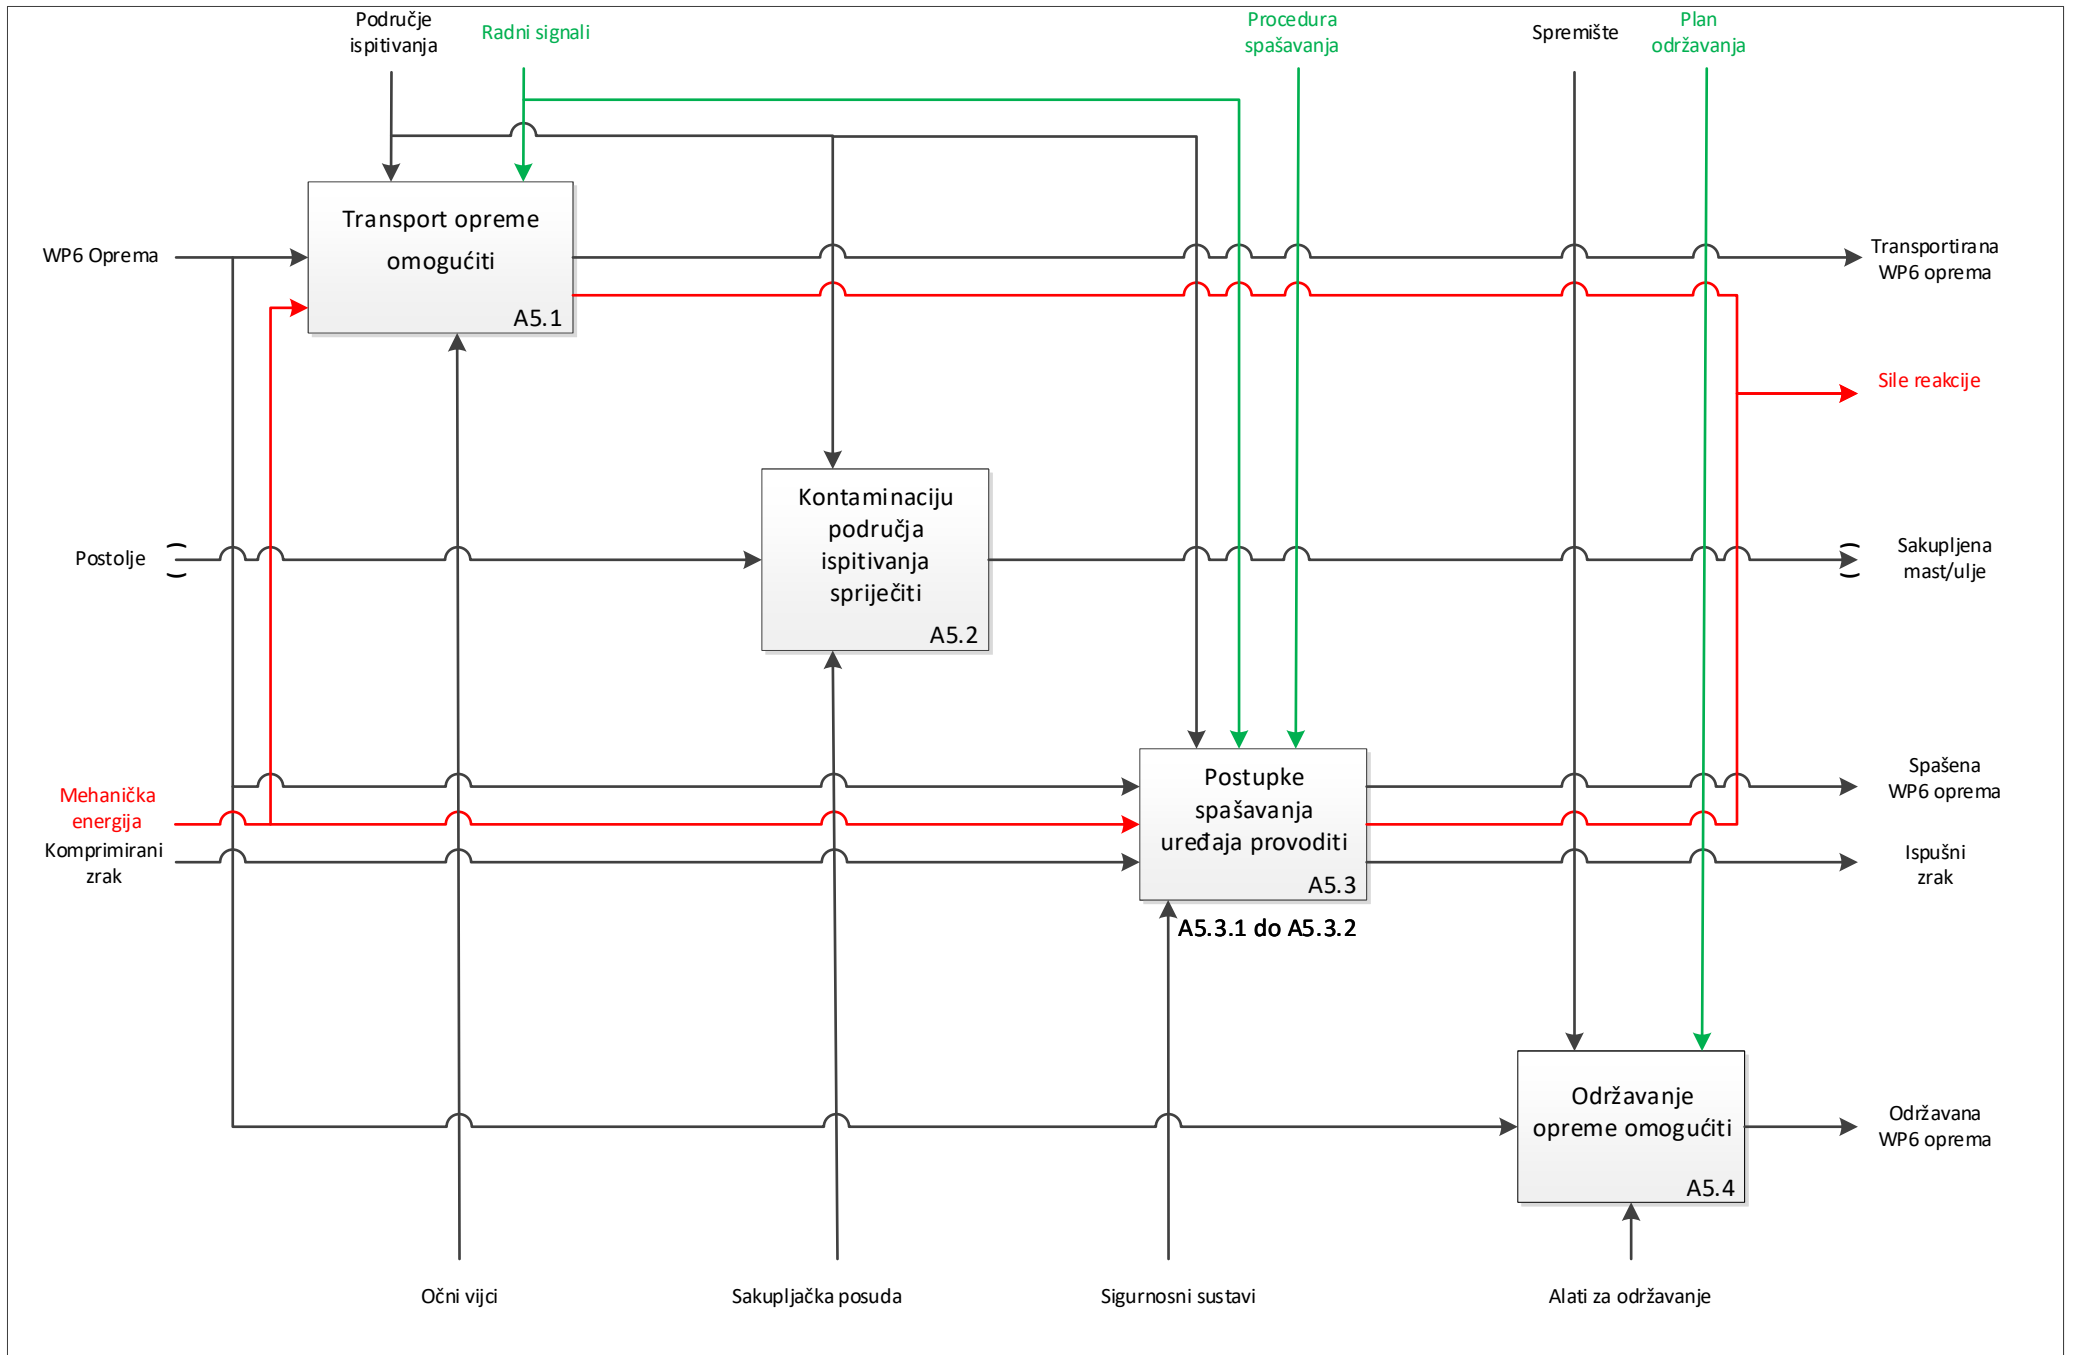 Područje
ispitivanja
Radni signali
Procedura
spašavanja
Spremište
Plan
održavanja
WP6 Oprema
Transport opreme
omogućiti
A5.1
Transportirana
WP6 oprema
Sile reakcije
Postolje
Kontaminaciju
područja
ispitivanja
spriječiti
A5.2
Sakupljena
mast/ulje
Mehanička
energija
Komprimirani
zrak
Postupke
spašavanja
uređaja provoditi
A5.3
A5.3.1 do A5.3.2
Spašena
WP6 oprema
Ispušni
zrak
Održavanje
opreme omogućiti
A5.4
Održavana
WP6 oprema
Očni vijci
Sakupljačka posuda
Sigurnosni sustavi
Alati za održavanje